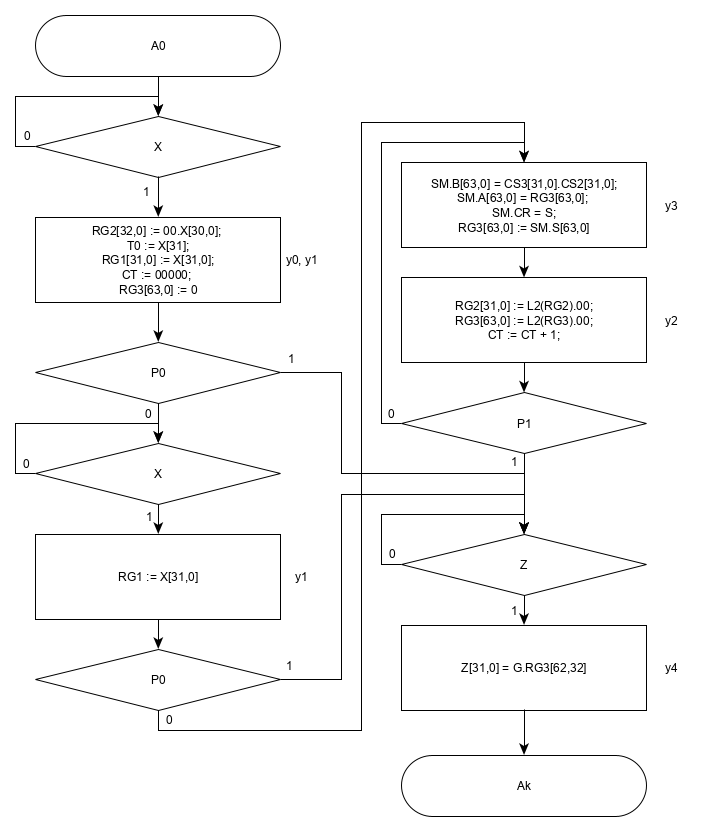 A0
X
0
1
RG2[32,0] := 00.X[30,0];
T0 := X[31];
RG1[31,0] := X[31,0];
CT := 00000;
RG3[63,0] := 0
y0, y1
P0
1
0
X
0
1
RG1 := X[31,0]
y1
P0
1
0
SM.B[63,0] = CS3[31,0].CS2[31,0];
SM.A[63,0] = RG3[63,0];
SM.CR = S;
RG3[63,0] := SM.S[63,0]
y3
RG2[31,0] := L2(RG2).00;
RG3[63,0] := L2(RG3).00;
CT := CT + 1;
y2
P1
0
1
Z
0
1
Z[31,0] = G.RG3[62,32]
y4
Ak